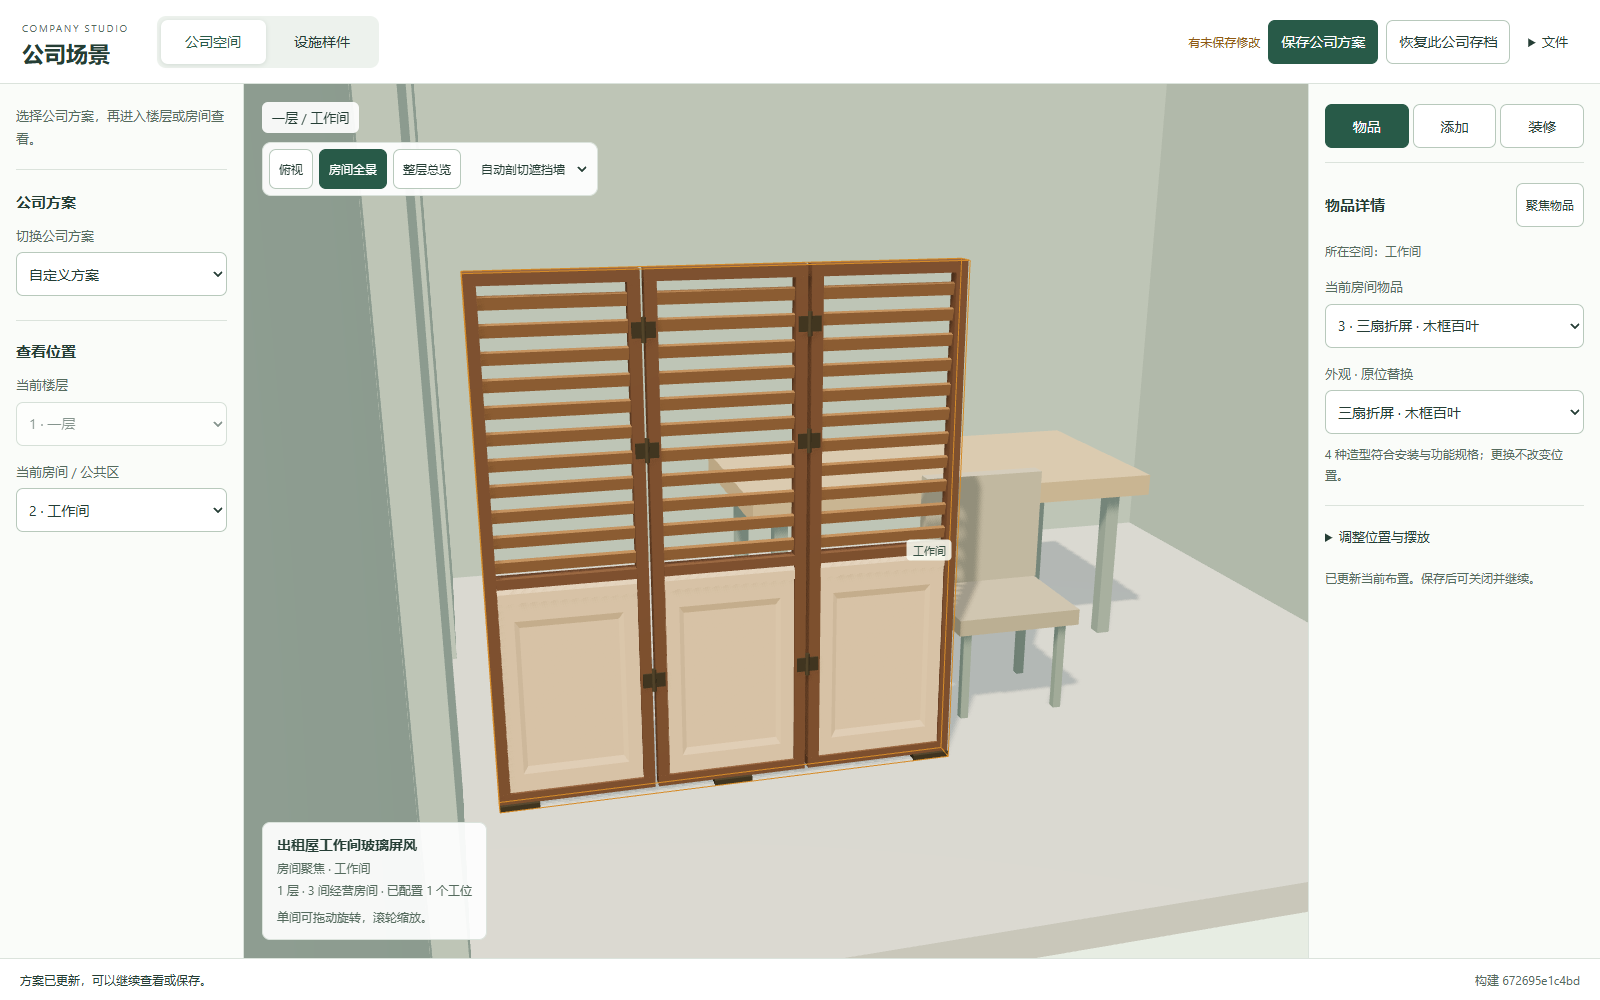 COMPANY STUDIO
公司场景
公司空间
设施样件
有未保存修改
保存公司方案
恢复此公司存档
文件
选择公司方案，再进入楼层或房间查
看。
公司方案
切换公司方案
自定义方案
查看位置
当前楼层
1 · 一层
当前房间 / 公共区
2 · 工作间
一层 / 工作间
俯视
房间全景
整层总览
自动剖切遮挡墙
工作间
出租屋工作间玻璃屏风
房间聚焦 · 工作间
1 层 · 3 间经营房间 · 已配置 1 个工位
单间可拖动旋转，滚轮缩放。
物品
添加
装修
物品详情
聚焦物品
所在空间：工作间
当前房间物品
3 · 三扇折屏 · 木框百叶
外观 · 原位替换
三扇折屏 · 木框百叶
4 种造型符合安装与功能规格；更换不改变位
置。
调整位置与摆放
已更新当前布置。保存后可关闭并继续。
方案已更新，可以继续查看或保存。
构建 672695e1c4bd